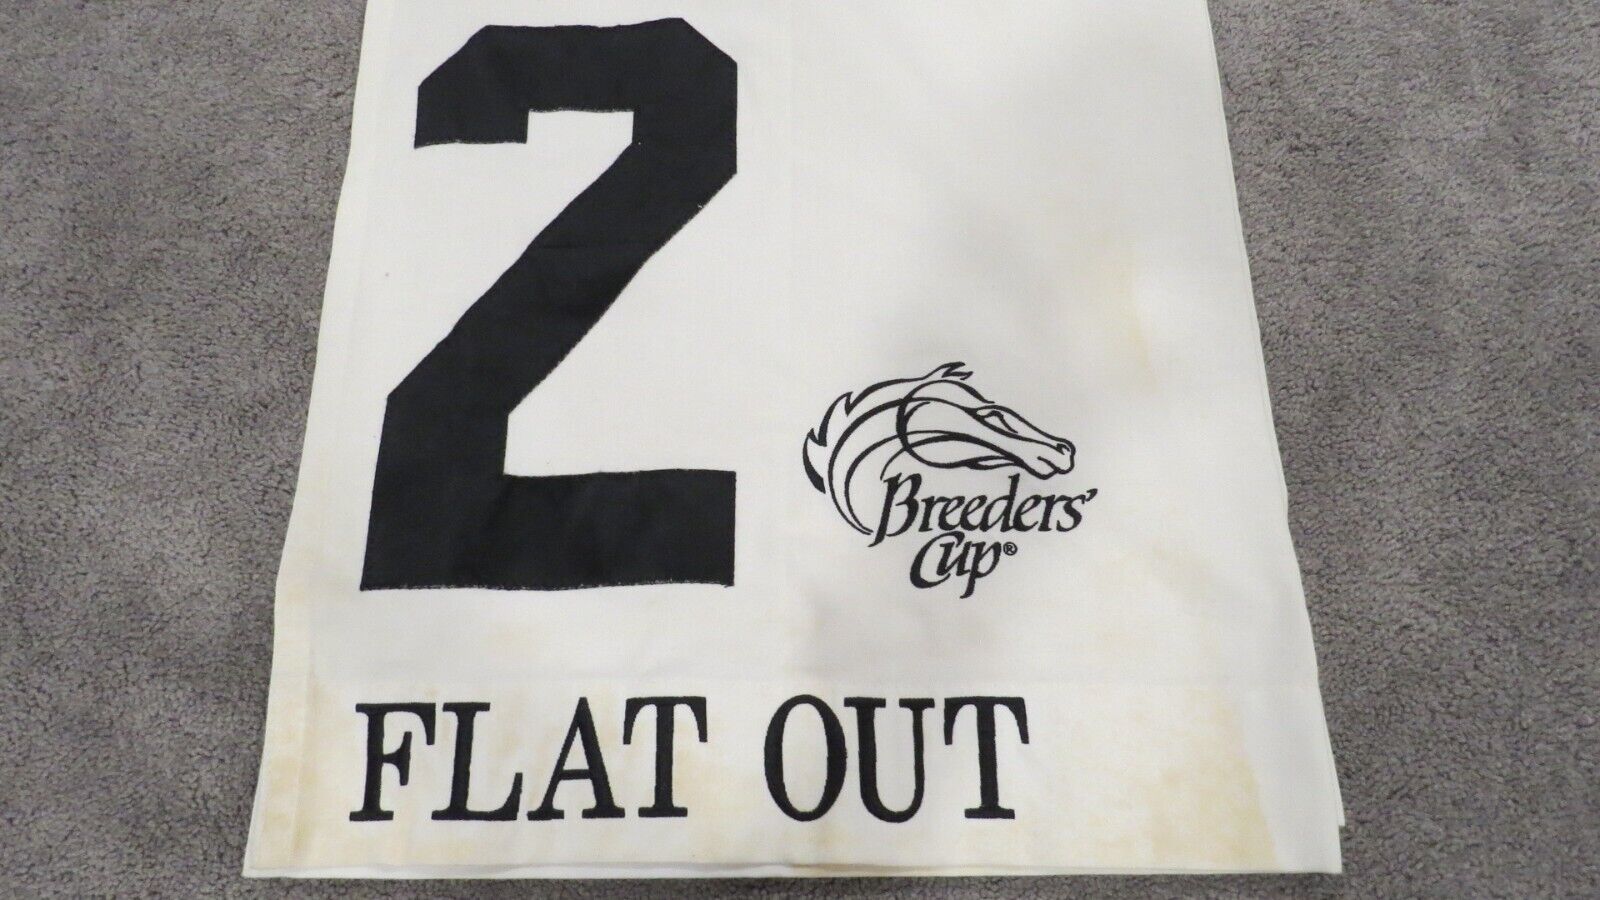 2
Breeders'
Cup®
FLAT OUT